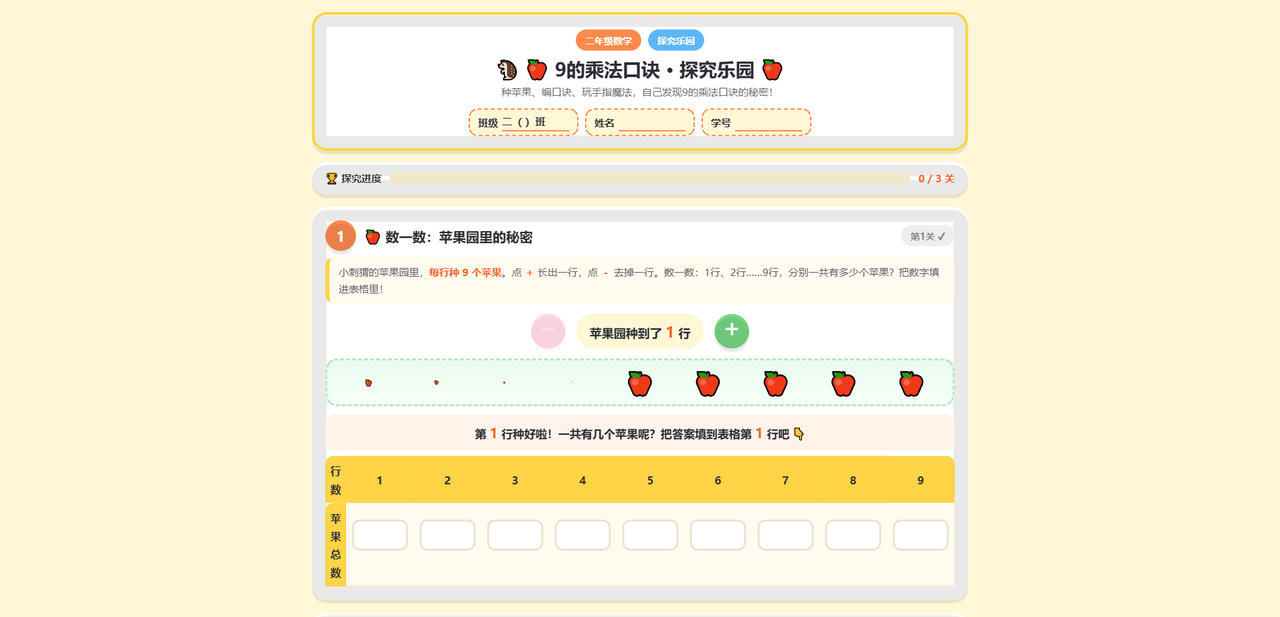 二年级数学 探究乐园
9的乘法口诀·探究乐园
种苹果、编口诀、玩手指魔法，自己发现9的乘法口诀的秘密！
班级 二（ ）班 姓名 学号
探究进度 0 / 3 关
1 数一数：苹果园里的秘密 第1关 ✓
小刺猬的苹果园里，每行种 9 个苹果。点 + 长出一行，点 - 去掉一行。数一数：1行、2行……9行，分别一共有多少个苹果？把数字填
进表格里！
− 苹果园种到了 1 行 +
第 1 行种好啦！一共有几个苹果呢？把答案填到表格第 1 行吧 👇
行数 1 2 3 4 5 6 7 8 9
苹果总数